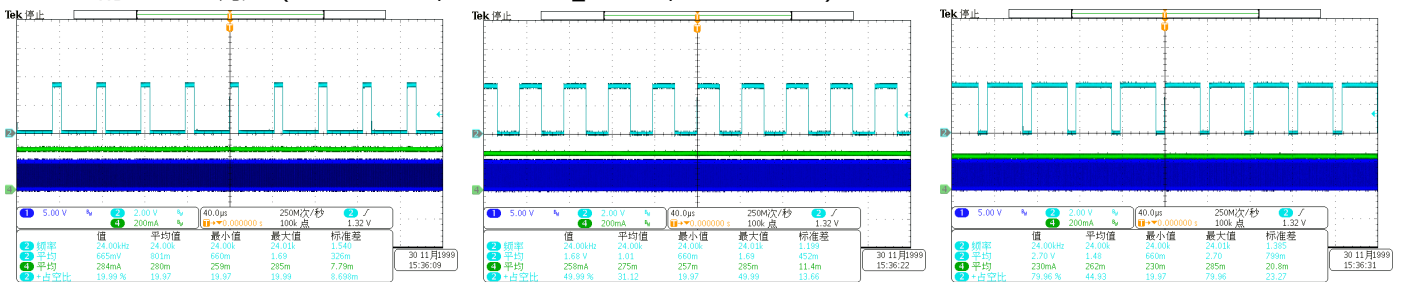 Tek 停止
2
4
1 5.00 V 2 2.00 V 4 200mA
40.0µs 250M次/秒 2 1.32 V
0.000000 s 100k 点
值 平均值 最小值 最大值 标准差
2 频率 24.00kHz 24.00k 24.00k 24.01k 1.548
2 平均 665mV 801m 660m 1.69 326m
4 平均 284mA 280m 259m 285m 7.79m
2 +占空比 19.99 % 19.97 19.97 19.99 8.698m
30 11月1999
15:36:09
Tek 停止
2
4
1 5.00 V 2 2.00 V 4 200mA
40.0µs 250M次/秒 2 1.32 V
0.000000 s 100k 点
值 平均值 最小值 最大值 标准差
2 频率 24.00kHz 24.00k 24.00k 24.01k
2 平均 1.68 V 1.01 660m 1.69 452m
4 平均 258mA 275m 257m 285m 11.4m
2 +占空比 49.99 % 31.12 19.97 49.99 13.66
30 11月1999
15:36:22
Tek 停止
2
4
1 5.00 V 2 2.00 V 4 200mA
40.0µs 250M次/秒 2 1.32 V
0.000000 s 100k 点
值 平均值 最小值 最大值 标准差
2 频率 24.00kHz 24.00k 24.00k 24.01k 1.385
2 平均 2.70 V 1.48 660m 2.70 799m
4 平均 230mA 262m 230m 285m 20.8m
2 +占空比 79.96 % 44.93 19.97 79.96 23.27
30 11月1999
15:36:31